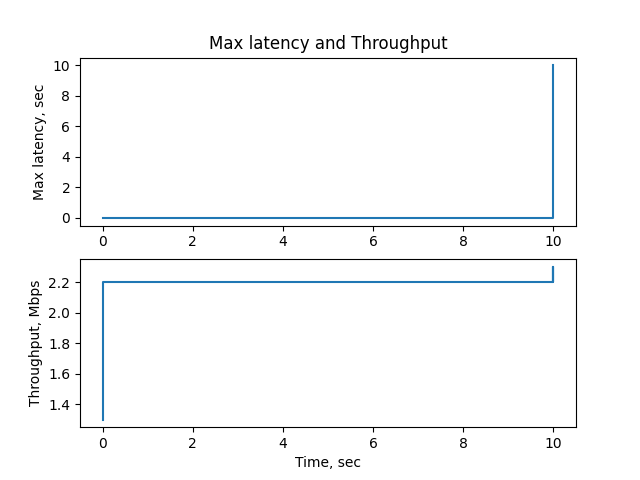 Max latency and Throughput
Max latency, sec
10
8
6
4
2
0
0 2 4 6 8 10
Throughput, Mbps
2.2
2.0
1.8
1.6
1.4
0 2 4 6 8 10
Time, sec